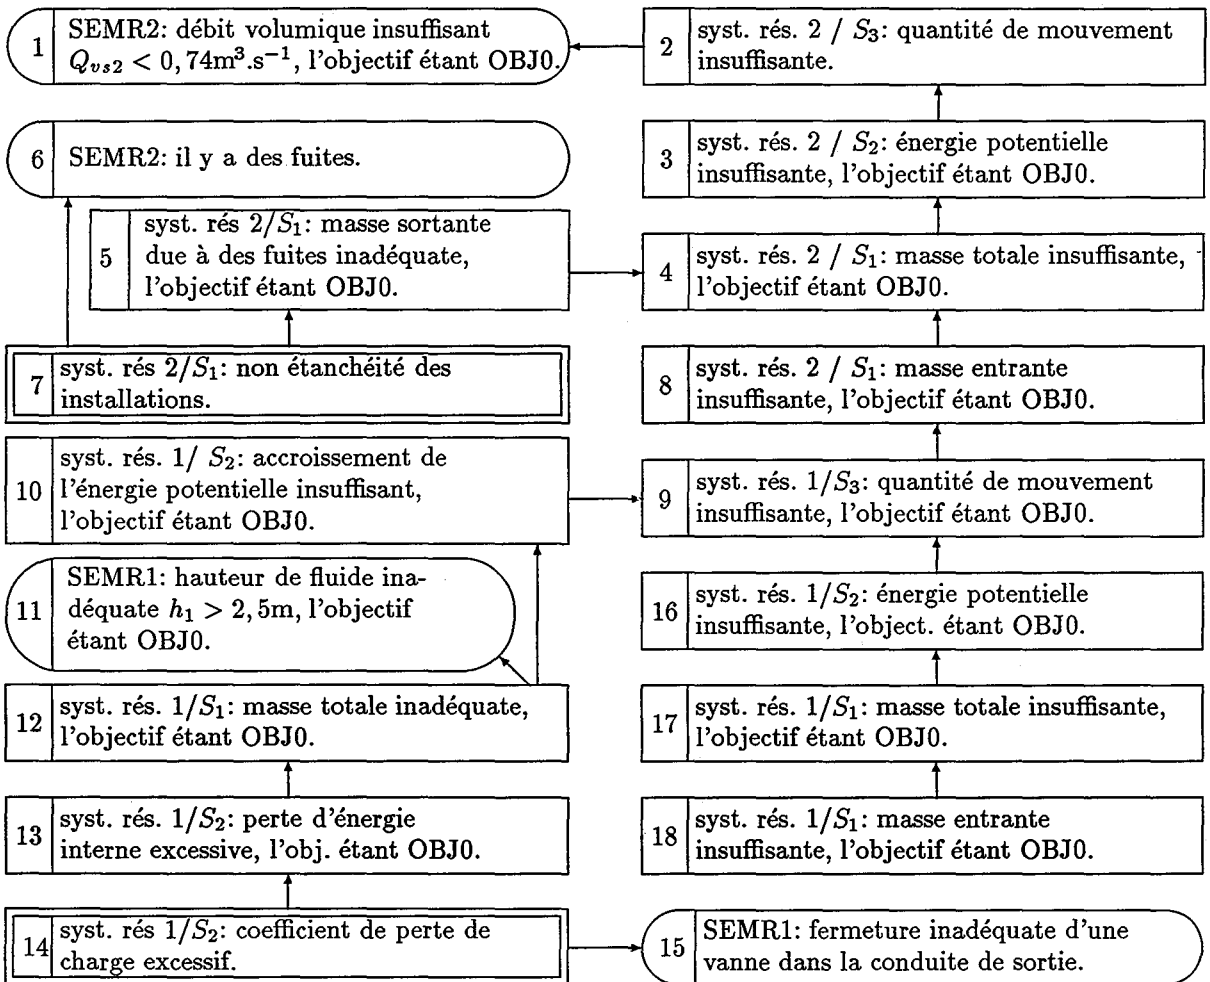 1
SEMR2: débit volumique insuffisant
Q_{vs2} < 0,74m³.s⁻¹, l'objectif étant OBJ0.
2
syst. rés. 2 / S₃: quantité de mouvement
insuffisante.
6
SEMR2: il y a des fuites.
3
syst. rés. 2 / S₂: énergie potentielle
insuffisante, l'objectif étant OBJ0.
5
syst. rés 2/S₁: masse sortante
due à des fuites inadéquate,
l'objectif étant OBJ0.
4
syst. rés. 2 / S₁: masse totale insuffisante,
l'objectif étant OBJ0.
7
syst. rés 2/S₁: non étanchéité des
installations.
8
syst. rés. 2 / S₁: masse entrante
insuffisante, l'objectif étant OBJ0.
10
syst. rés. 1/ S₂: accroissement de
l'énergie potentielle insuffisant,
l'objectif étant OBJ0.
9
syst. rés. 1/S₃: quantité de mouvement
insuffisante, l'objectif étant OBJ0.
11
SEMR1: hauteur de fluide ina-
déquate h₁ > 2,5m, l'objectif
étant OBJ0.
16
syst. rés. 1/S₂: énergie potentielle
insuffisante, l'object. étant OBJ0.
12
syst. rés. 1/S₁: masse totale inadéquate,
l'objectif étant OBJ0.
17
syst. rés. 1/S₁: masse totale insuffisante,
l'objectif étant OBJ0.
13
syst. rés. 1/S₂: perte d'énergie
interne excessive, l'obj. étant OBJ0.
18
syst. rés. 1/S₁: masse entrante
insuffisante, l'objectif étant OBJ0.
14
syst. rés 1/S₂: coefficient de perte de
charge excessif.
15
SEMR1: fermeture inadéquate d'une
vanne dans la conduite de sortie.